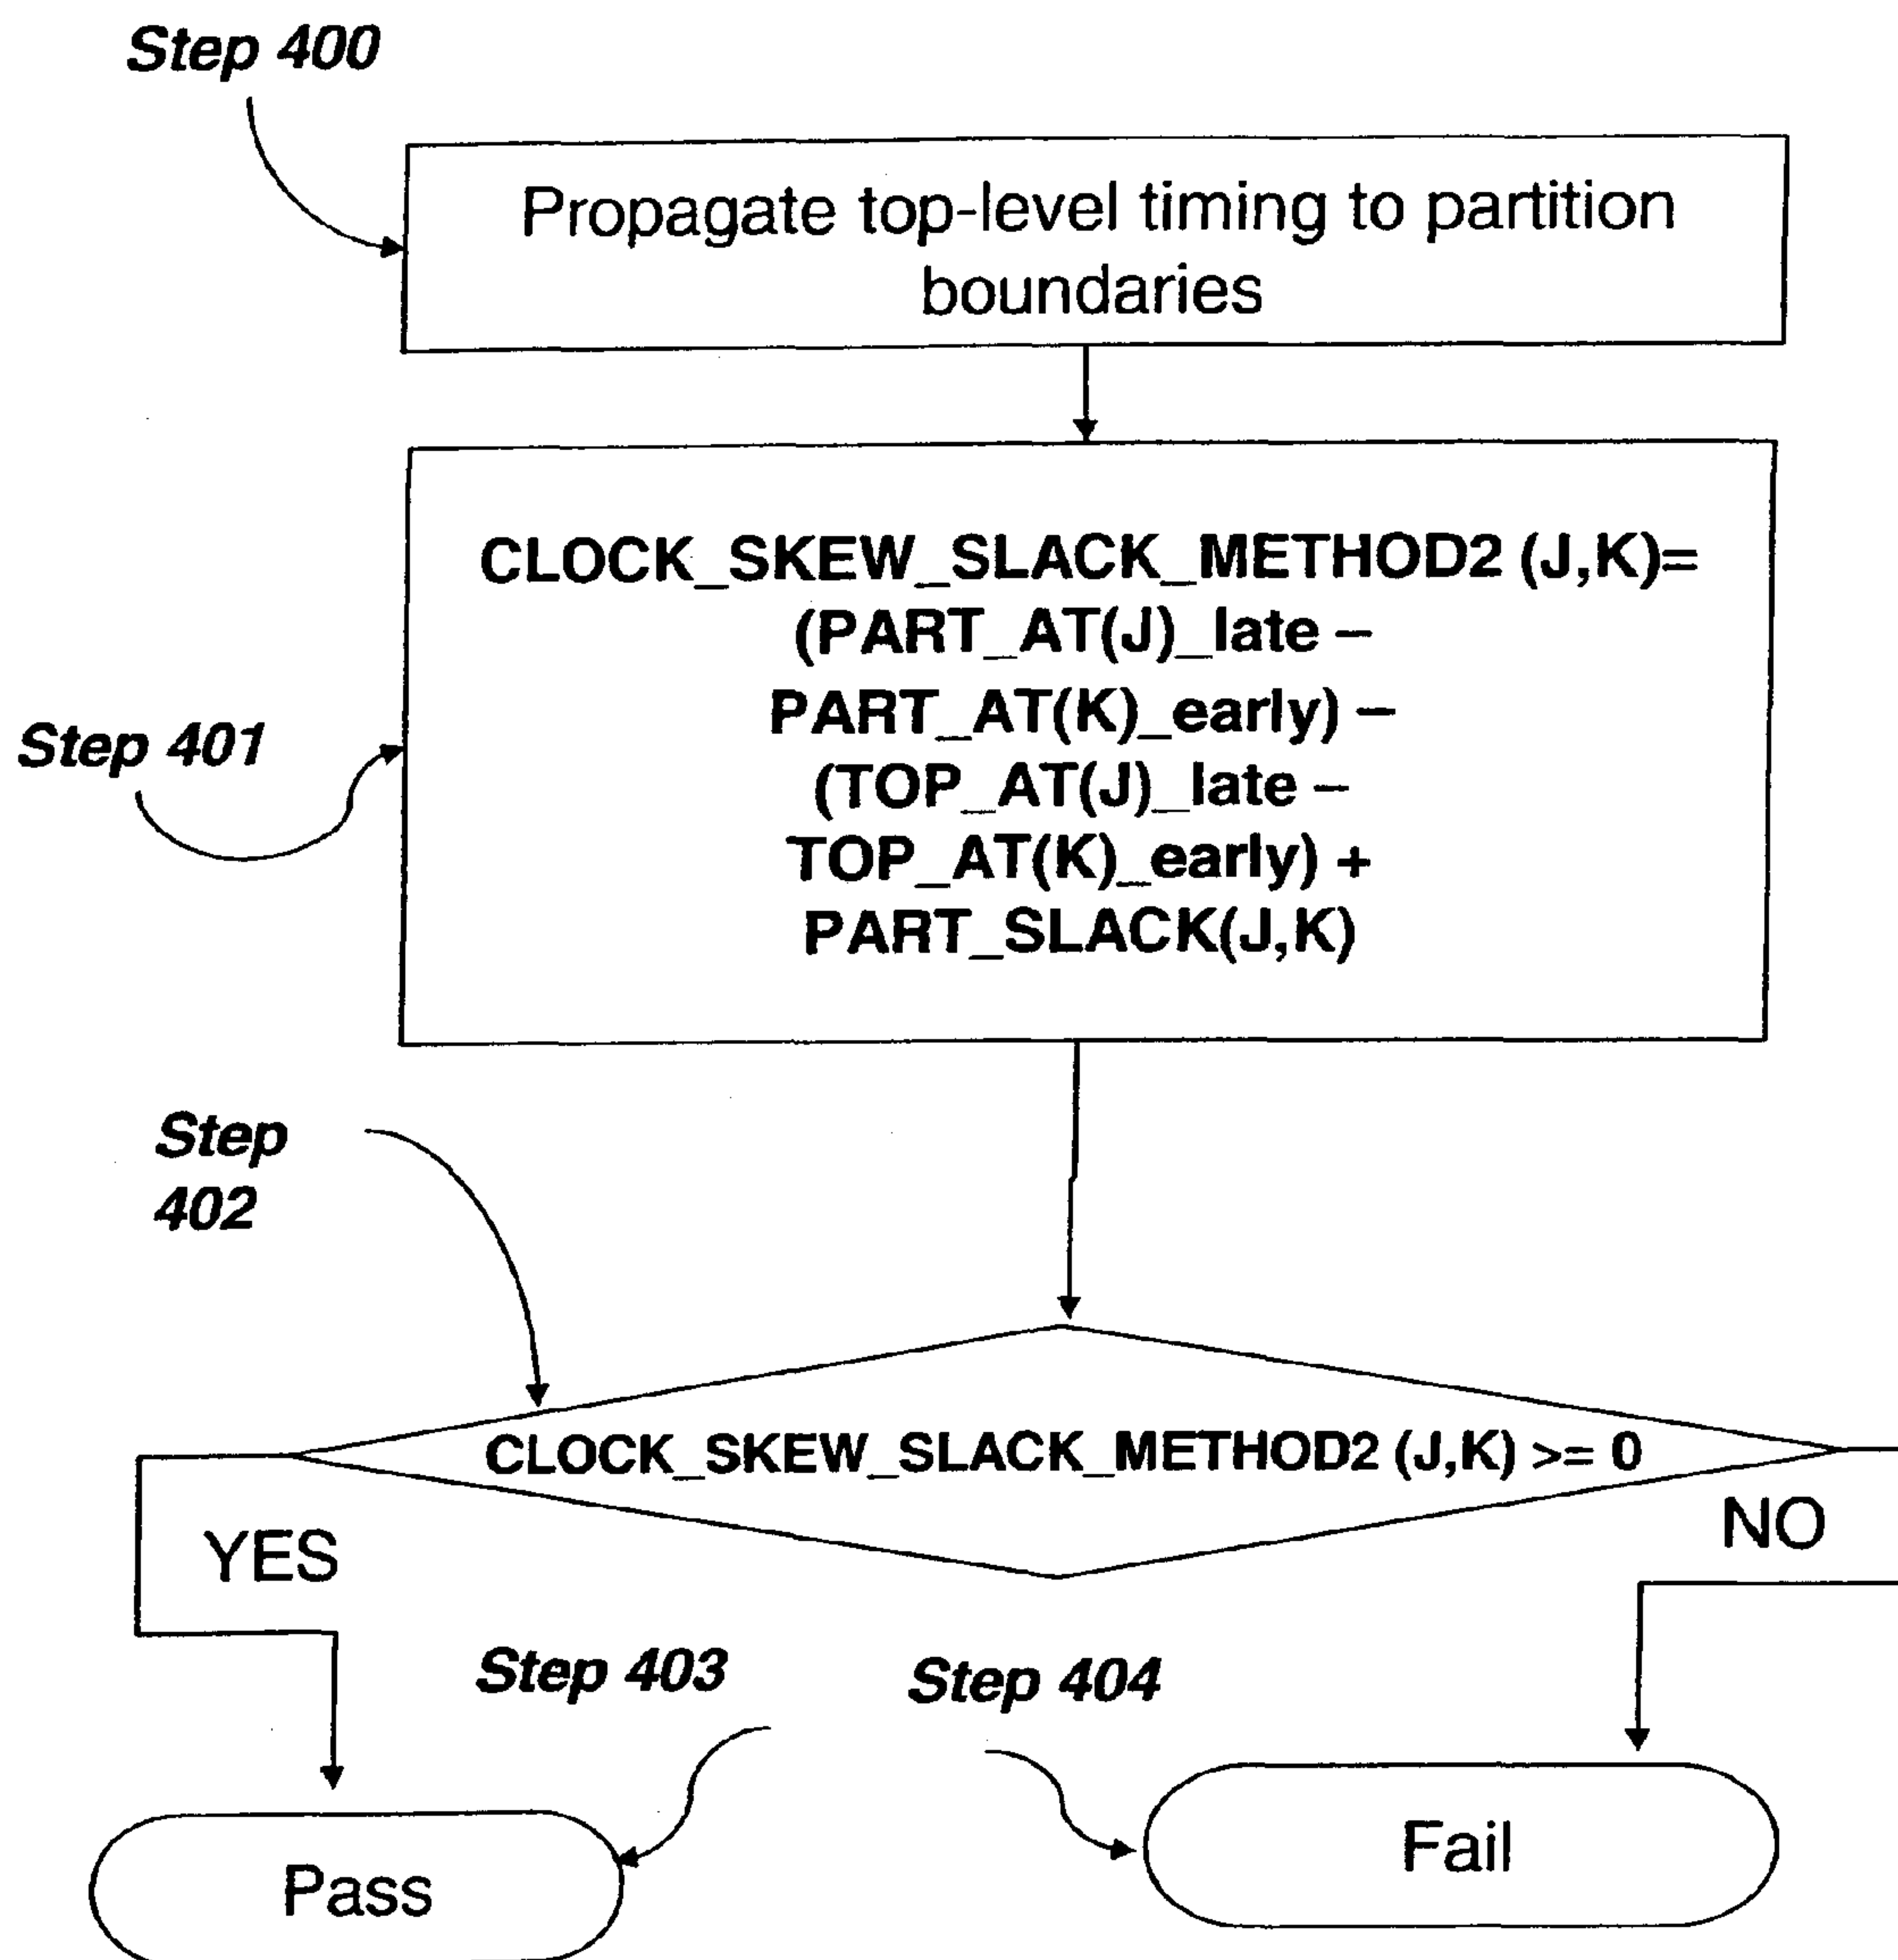 Step 400
Propagate top-level timing to partition
boundaries
CLOCK_SKEW_SLACK_METHOD2 (J,K)=
(PART_AT(J)_late –
PART_AT(K)_early) –
(TOP_AT(J)_late –
TOP_AT(K)_early) +
PART_SLACK(J,K)
Step 401
Step
402
CLOCK_SKEW_SLACK_METHOD2 (J,K) >= 0
YES
NO
Step 403
Step 404
Pass
Fail